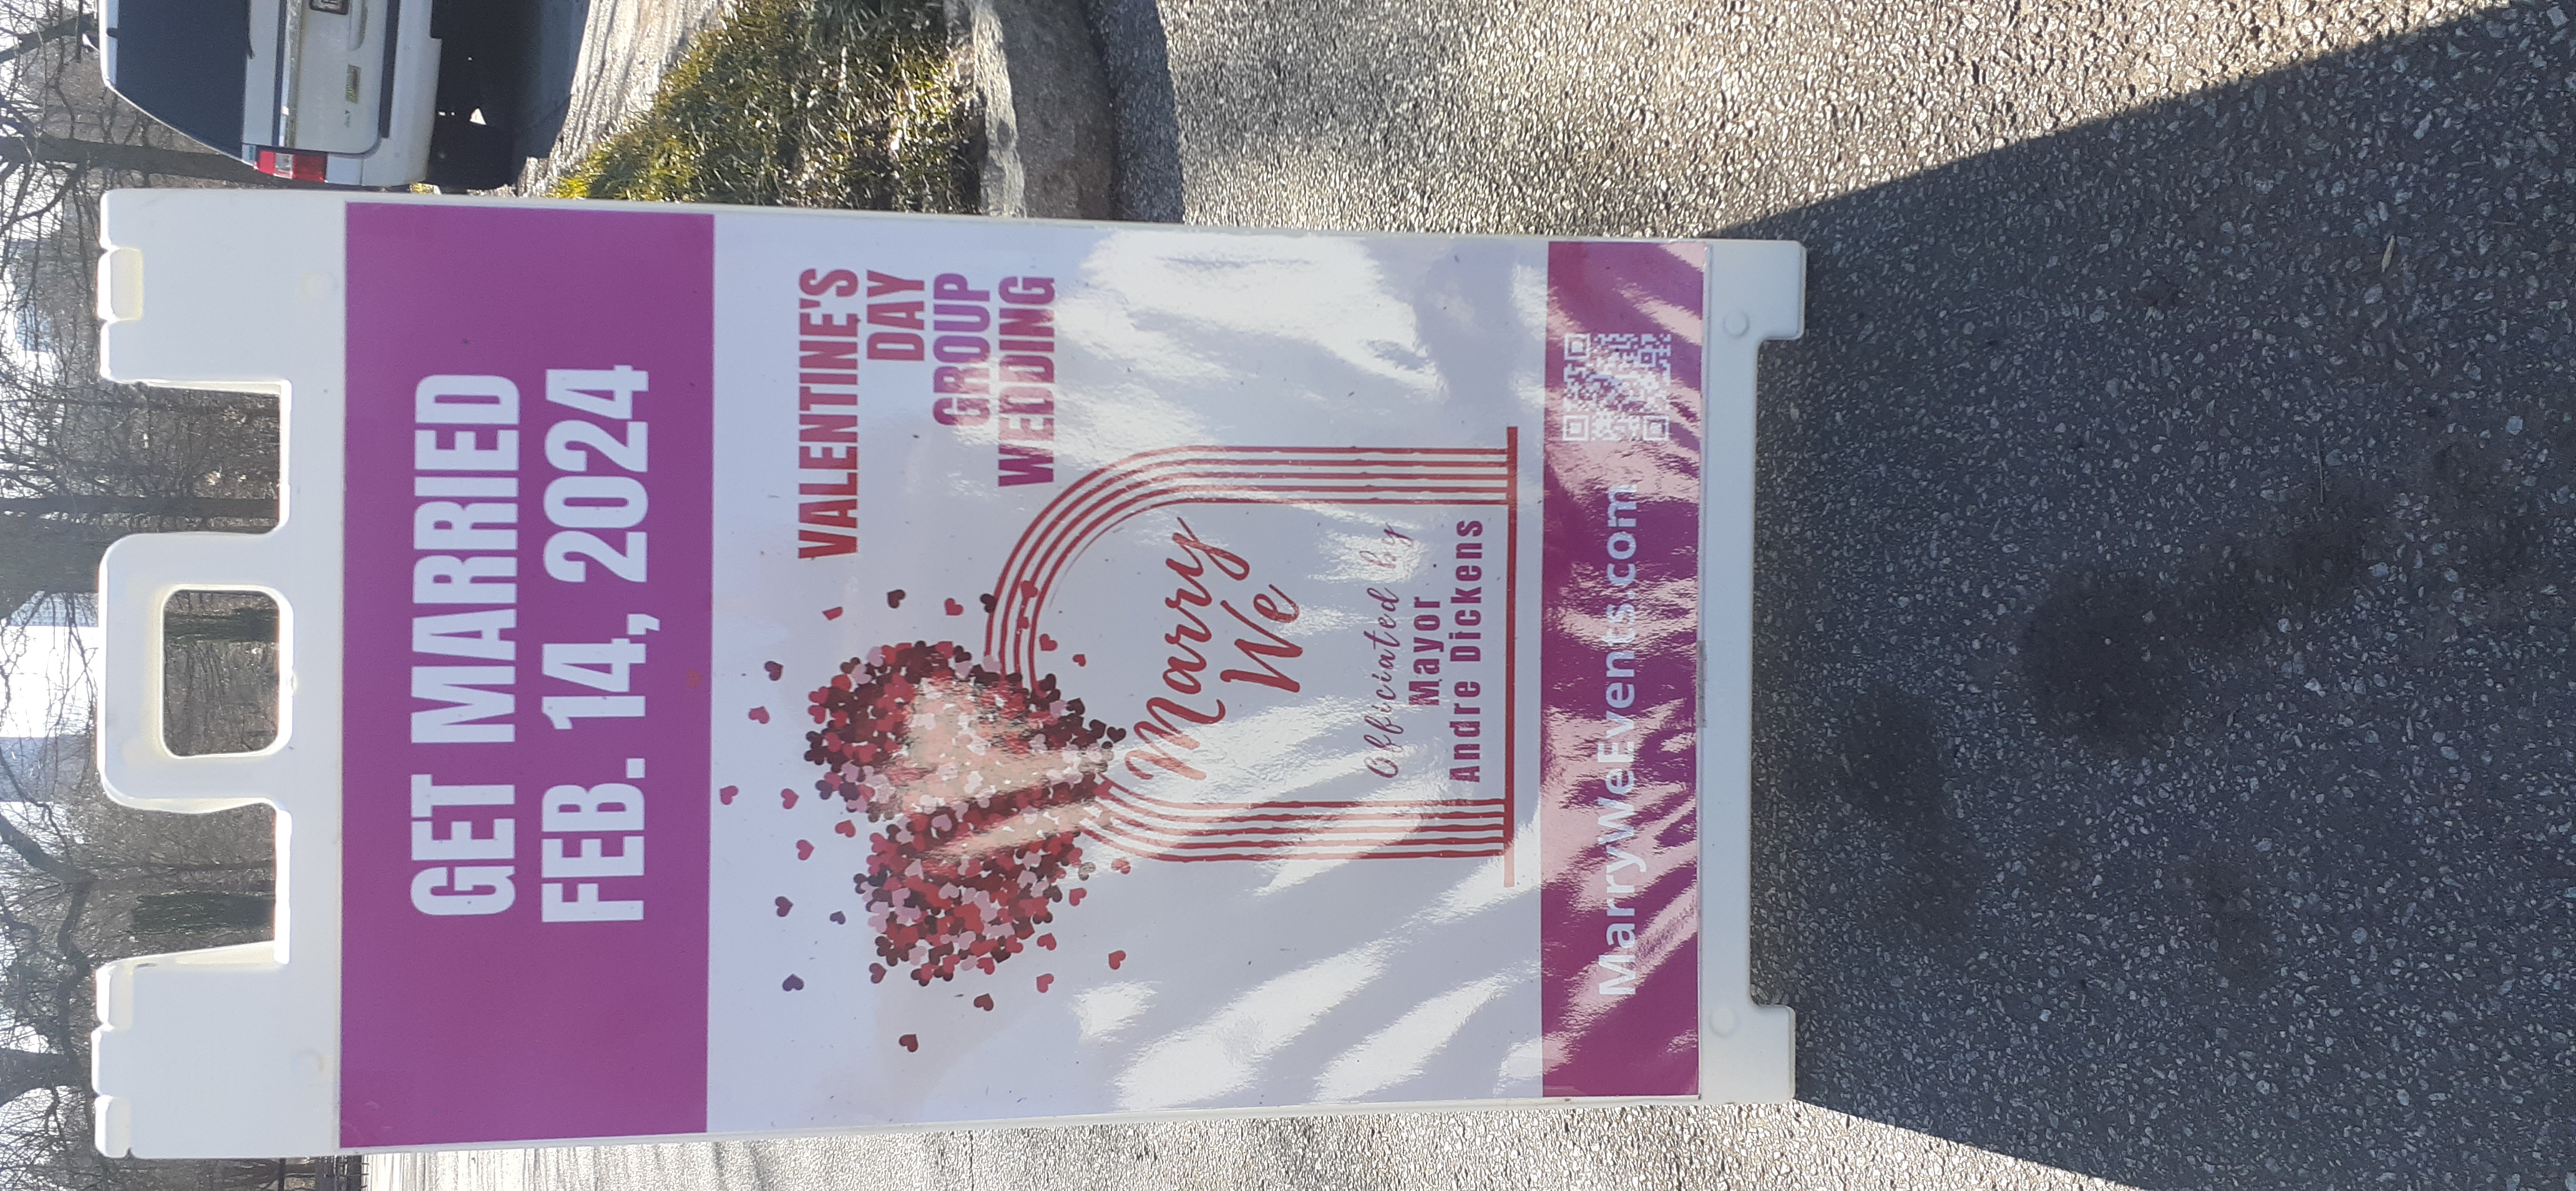 GET MARRIED
FEB. 14, 2024
VALENTINE'S
DAY
GROUP
WEDDING
Marry
We
Officiated by
Mayor
Andre Dickens
MarryWeEvents.com